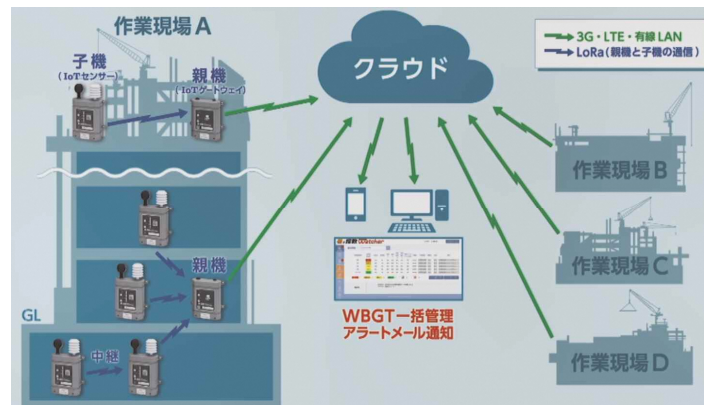 作業現場A
子機
(IoTセンサー)
親機
(IoTゲートウェイ)
クラウド
3G・LTE・有線LAN
LoRa(親機と子機の通信)
作業現場B
作業現場C
作業現場D
親機
GL
中継
WBGT一括管理
アラートメール通知